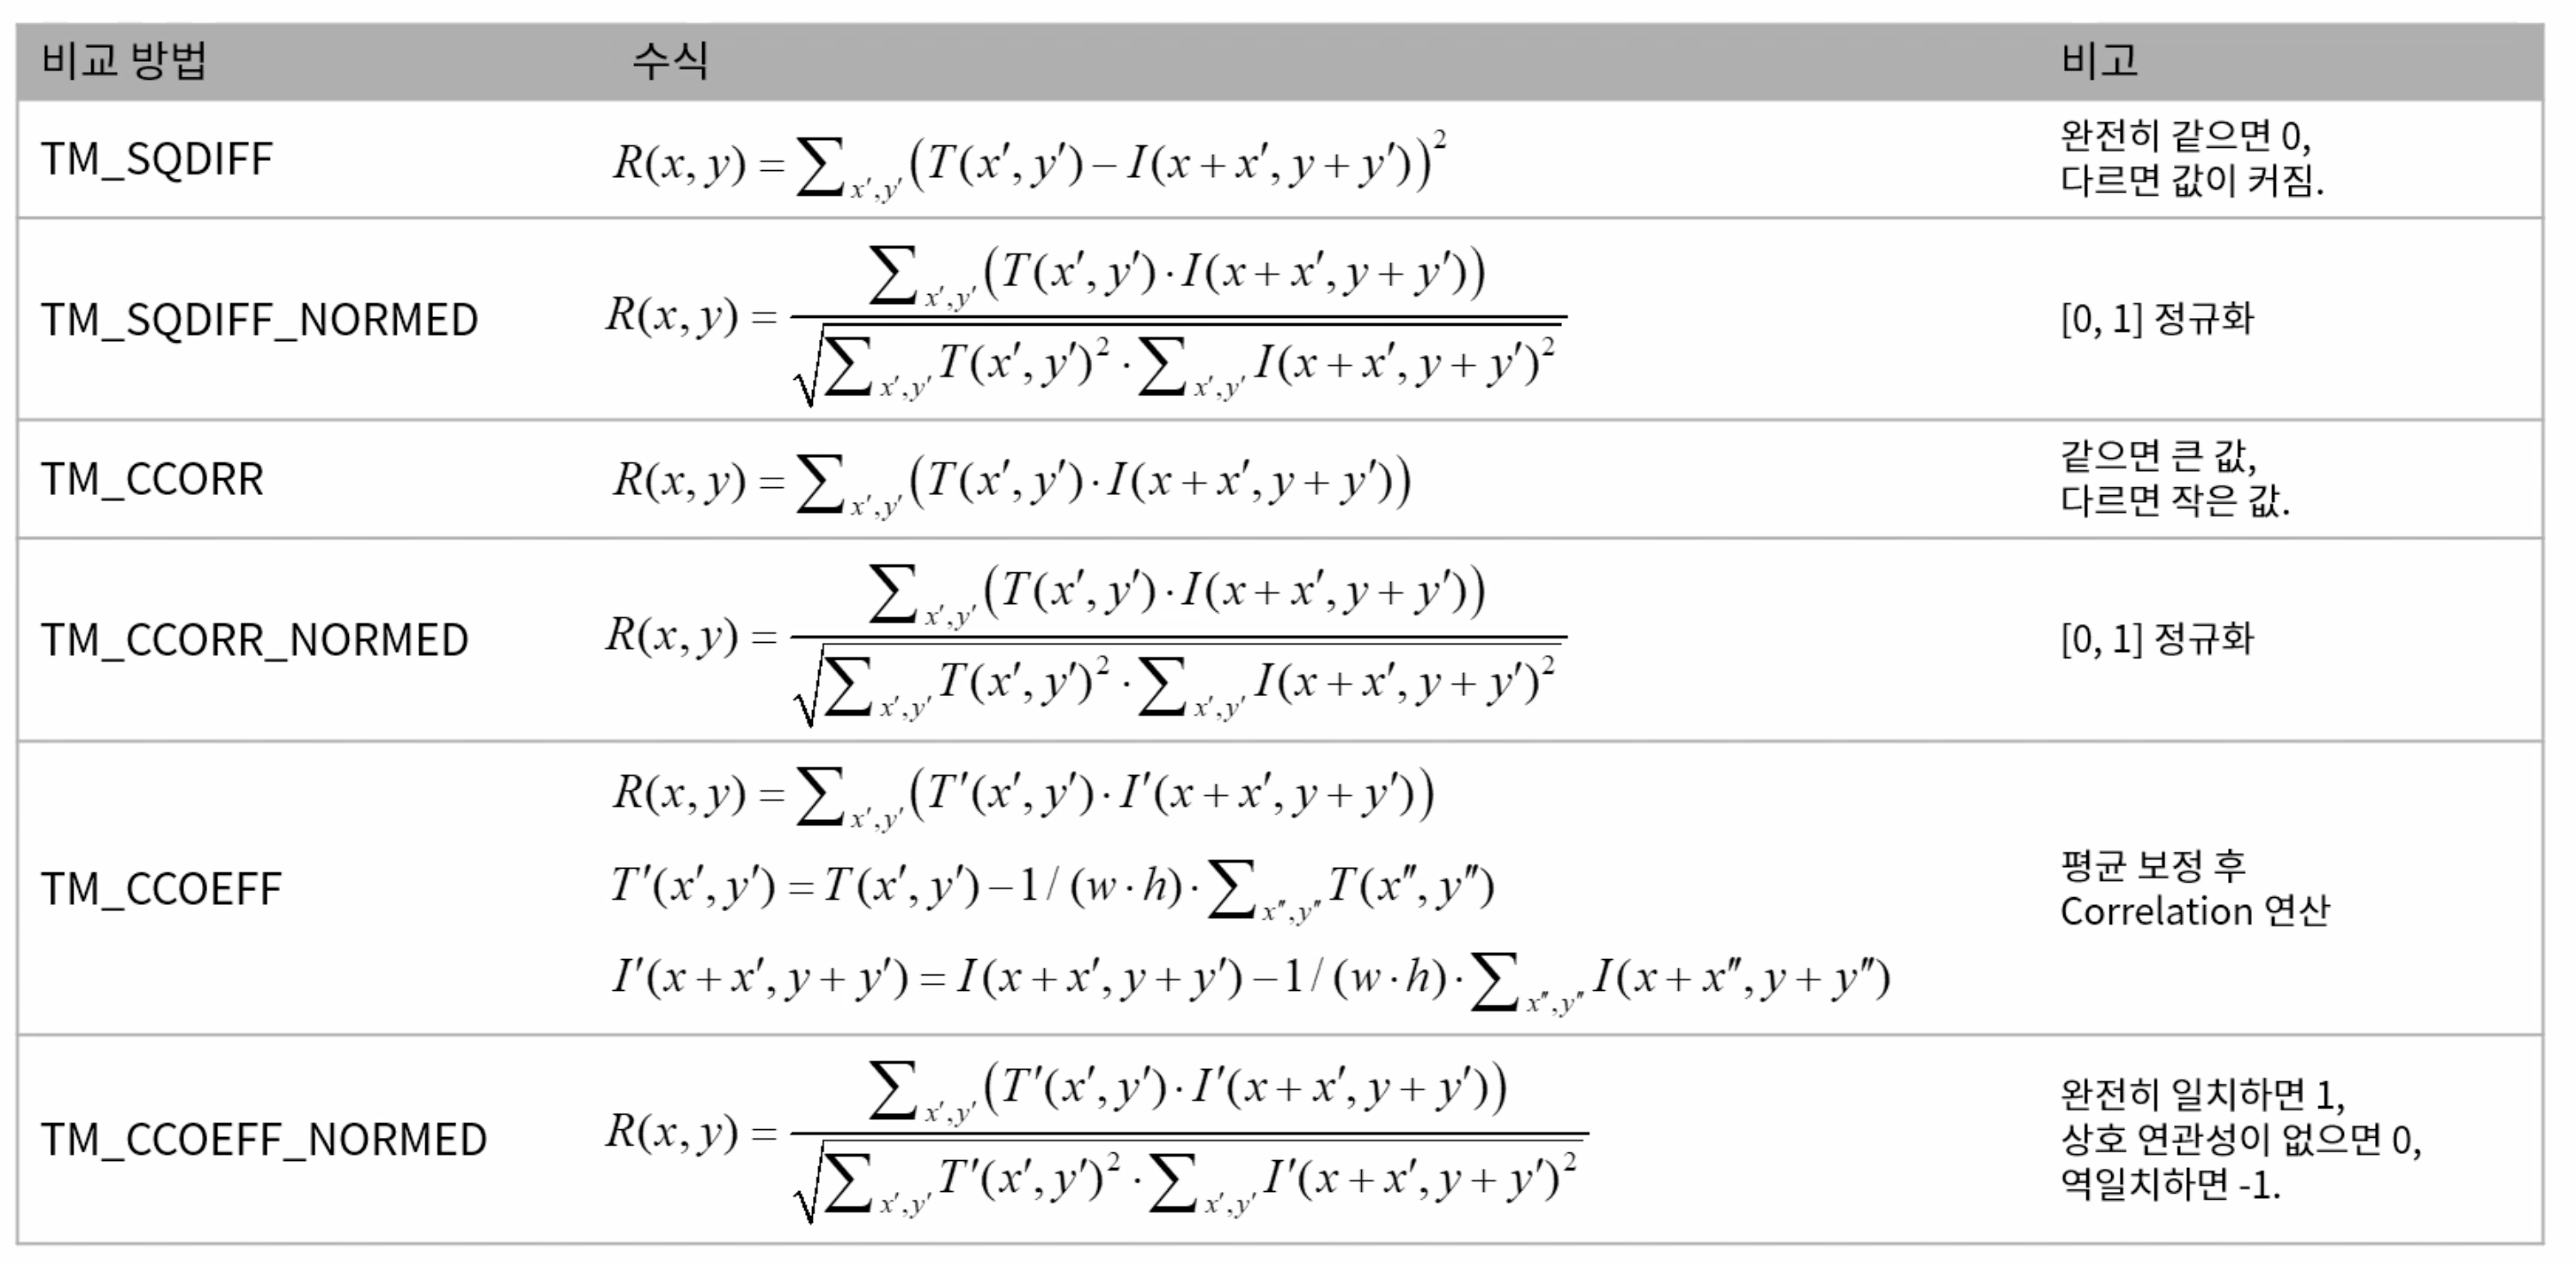 비교 방법 수식 비고
TM_SQDIFF R(x, y) = ∑x′,y′ (T(x′, y′) − I(x + x′, y + y′))² 완전히 같으면 0,
다르면 값이 커짐.
TM_SQDIFF_NORMED R(x, y) = ∑x′,y′ (T(x′, y′) · I(x + x′, y + y′)) / √(∑x′,y′ T(x′, y′)² · ∑x′,y′ I(x + x′, y + y′)²) [0, 1] 정규화
TM_CCORR R(x, y) = ∑x′,y′ (T(x′, y′) · I(x + x′, y + y′)) 같으면 큰 값,
다르면 작은 값.
TM_CCORR_NORMED R(x, y) = ∑x′,y′ (T(x′, y′) · I(x + x′, y + y′)) / √(∑x′,y′ T(x′, y′)² · ∑x′,y′ I(x + x′, y + y′)²) [0, 1] 정규화
TM_CCOEFF R(x, y) = ∑x′,y′ (T′(x′, y′) · I′(x + x′, y + y′))
T′(x′, y′) = T(x′, y′) − 1 / (w · h) · ∑x″,y″ T(x″, y″)
I′(x + x′, y + y′) = I(x + x′, y + y′) − 1 / (w · h) · ∑x″,y″ I(x + x″, y + y″)
평균 보정 후
Correlation 연산
TM_CCOEFF_NORMED R(x, y) = ∑x′,y′ (T′(x′, y′) · I′(x + x′, y + y′)) / √(∑x′,y′ T′(x′, y′)² · ∑x′,y′ I′(x + x′, y + y′)²) 완전히 일치하면 1,
상호 연관성이 없으면 0,
역일치하면 -1.